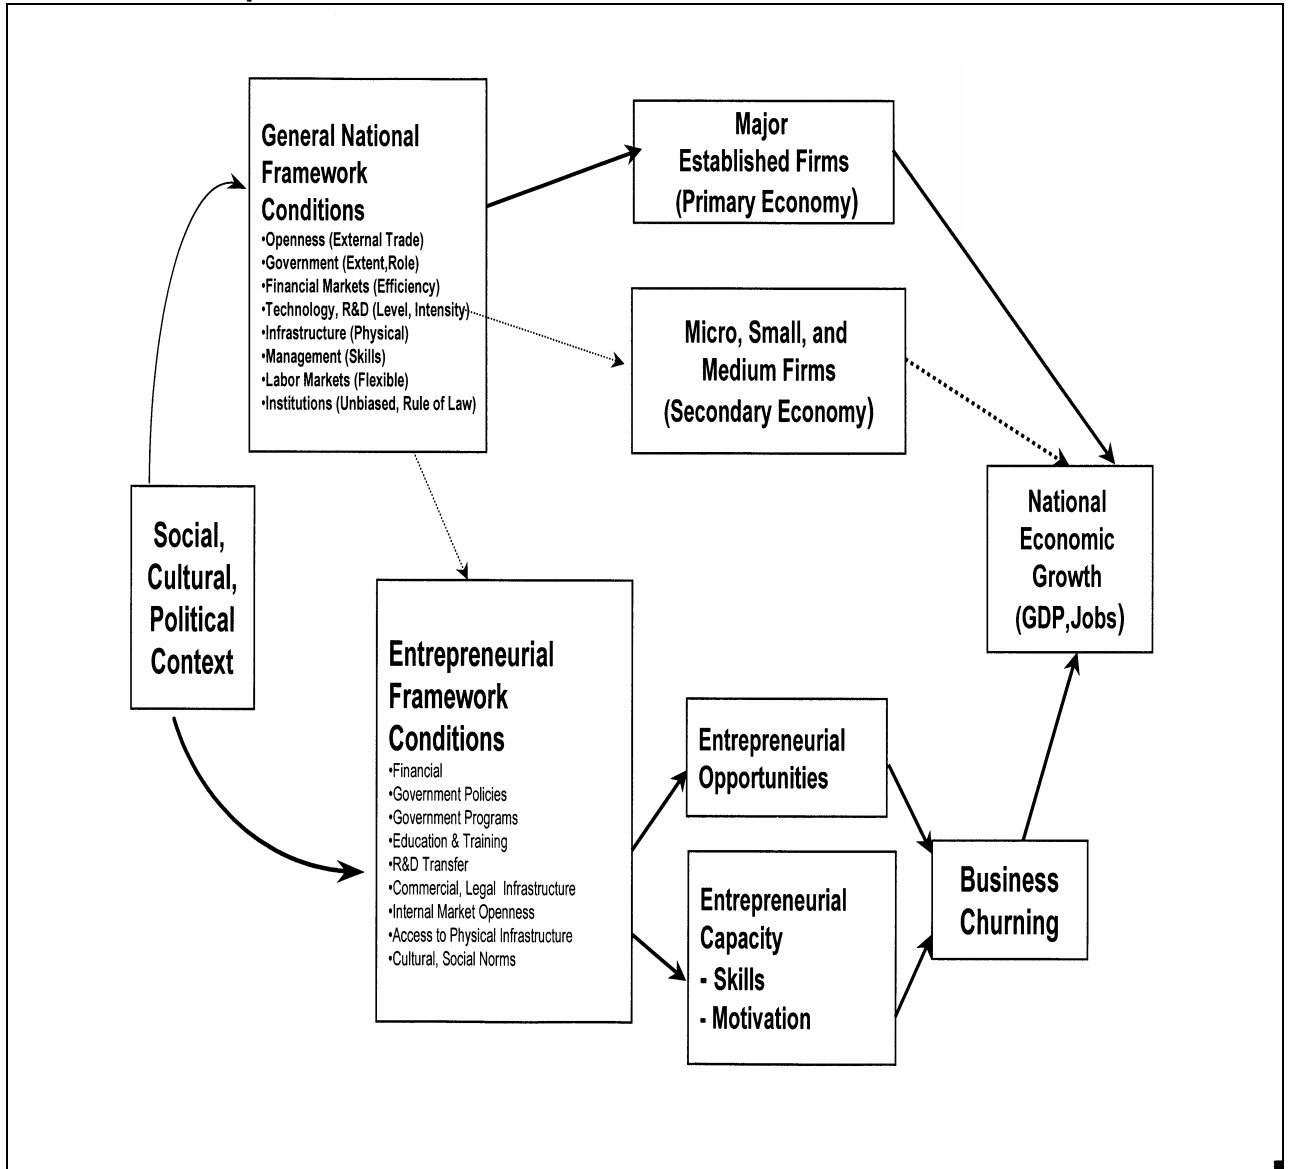 General National
Framework
Conditions
•Openness (External Trade)
•Government (Extent,Role)
•Financial Markets (Efficiency)
•Technology, R&D (Level, Intensity)
•Infrastructure (Physical)
•Management (Skills)
•Labor Markets (Flexible)
•Institutions (Unbiased, Rule of Law)
Major
Established Firms
(Primary Economy)
Micro, Small, and
Medium Firms
(Secondary Economy)
National
Economic
Growth
(GDP,Jobs)
Social,
Cultural,
Political
Context
Entrepreneurial
Framework
Conditions
•Financial
•Government Policies
•Government Programs
•Education & Training
•R&D Transfer
•Commercial, Legal Infrastructure
•Internal Market Openness
•Access to Physical Infrastructure
•Cultural, Social Norms
Entrepreneurial
Opportunities
Entrepreneurial
Capacity
- Skills
- Motivation
Business
Churning